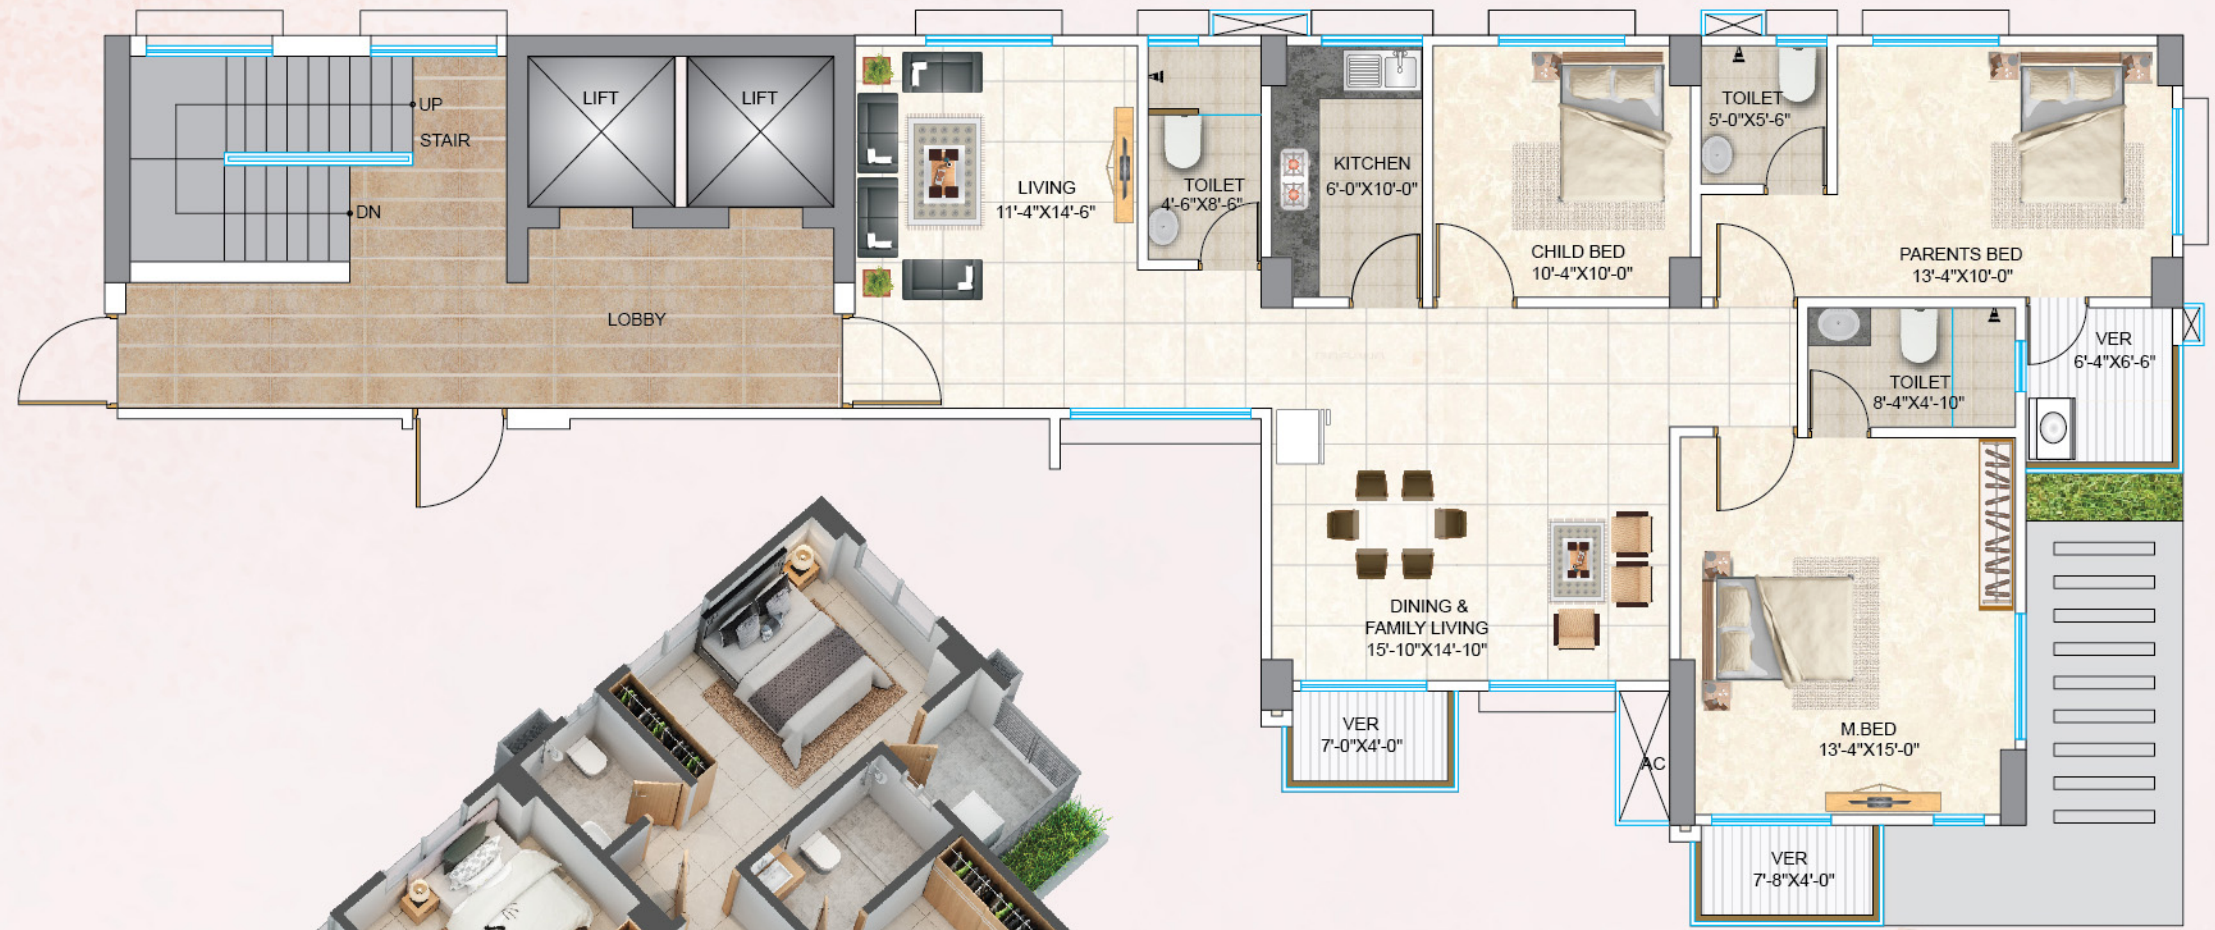 UP
STAIR
DN
LIFT
LIFT
LOBBY
LIVING
11'-4"X14'-6"
TOILET
4'-6"X8'-6"
KITCHEN
6'-0"X10'-0"
CHILD BED
10'-4"X10'-0"
TOILET
5'-0"X5'-6"
PARENTS BED
13'-4"X10'-0"
TOILET
8'-4"X4'-10"
VER
6'-4"X6'-6"
DINING &
FAMILY LIVING
15'-10"X14'-10"
VER
7'-0"X4'-0"
AC
M.BED
13'-4"X15'-0"
VER
7'-8"X4'-0"